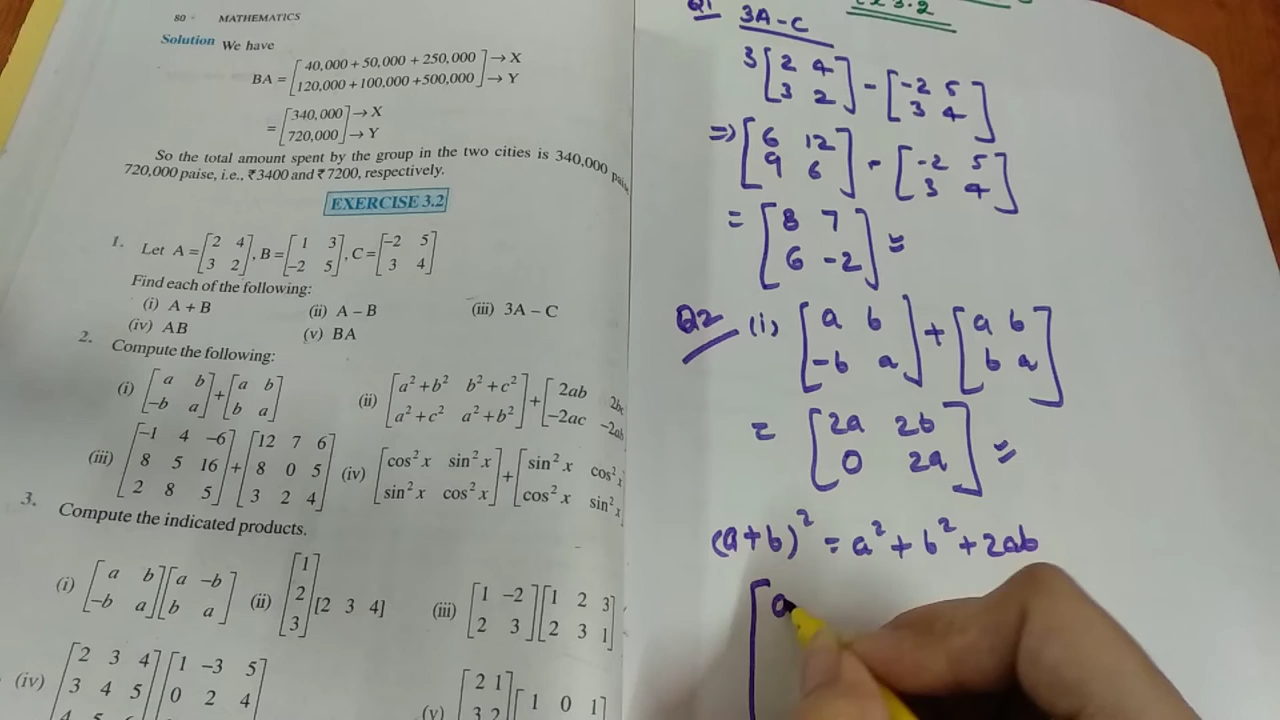 80 MATHEMATICS
Solution We have
BA = [40,000 + 50,000 + 250,000] → X
[120,000 + 100,000 + 500,000] → Y
= [340,000] → X
[720,000] → Y
So the total amount spent by the group in the two cities is 340,000 paise
720,000 paise, i.e., ₹3400 and ₹7200, respectively.
EXERCISE 3.2
1. Let A = [2 4; 3 2], B = [1 3; -2 5], C = [-2 5; 3 4]
Find each of the following:
(i) A + B (ii) A – B (iii) 3A – C
(iv) AB (v) BA
2. Compute the following:
(i) [a b; -b a] + [a b; b a] (ii) [a²+b² b²+c²; a²+c² a²+b²] + [2ab 2bc; -2ac -2ab]
(iii) [-1 4 -6; 8 5 16; 2 8 5] + [12 7 6; 8 0 5; 3 2 4] (iv) [cos²x sin²x; sin²x cos²x] + [sin²x cos²x; cos²x sin²x]
3. Compute the indicated products.
(i) [a b; -b a] [a -b; b a] (ii) [1; 2; 3] [2 3 4] (iii) [1 -2; 2 3] [1 2 3; 2 3 1]
(iv) [2 3 4; 3 4 5; 4 5 [1 -3 5; 0 2 4 (v) [2 1; 3 2 [1 0 1]
Q1 3A-C Ex 3.2
3[2 4; 3 2] - [-2 5; 3 4]
⇒ [6 12; 9 6] - [-2 5; 3 4]
= [8 7; 6 -2]
Q2 (i) [a b; -b a] + [a b; b a]
= [2a 2b; 0 2a]
(a+b)² = a² + b² + 2ab
[a